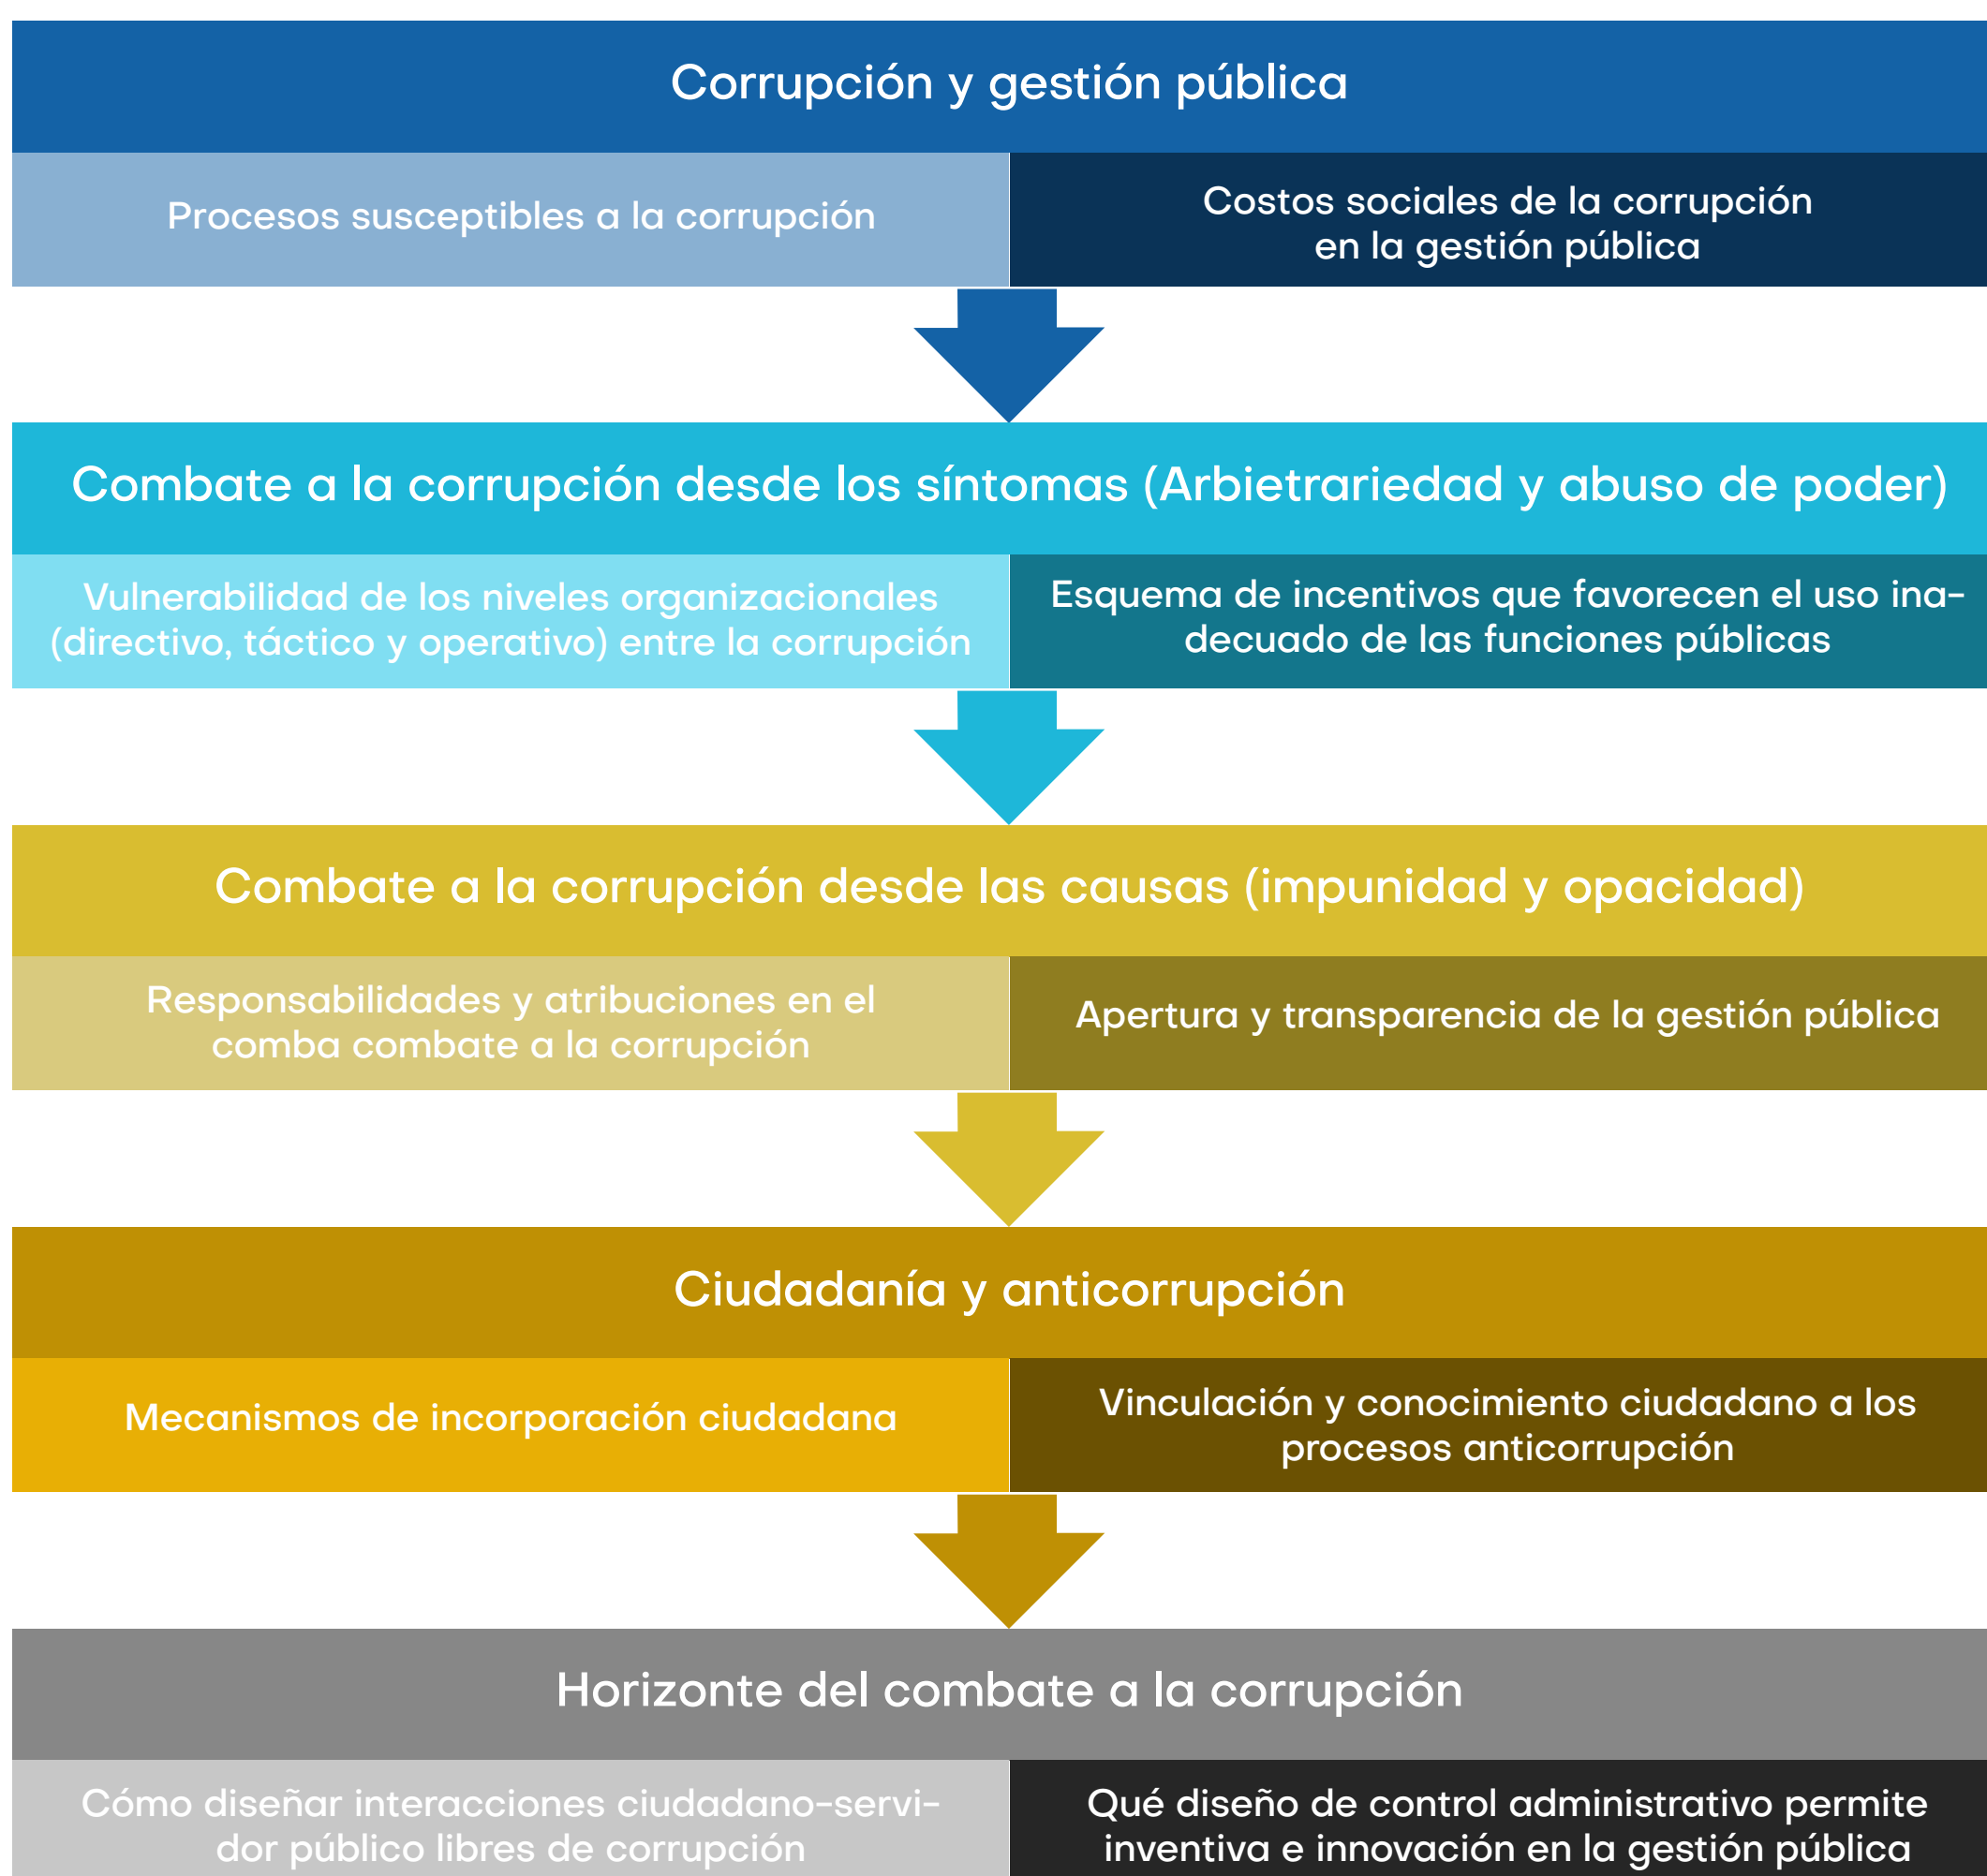 Corrupción y gestión pública
Procesos susceptibles a la corrupción
Costos sociales de la corrupción
en la gestión pública
Combate a la corrupción desde los síntomas (Arbietrariedad y abuso de poder)
Vulnerabilidad de los niveles organizacionales
(directivo, táctico y operativo) entre la corrupción
Esquema de incentivos que favorecen el uso ina-
decuado de las funciones públicas
Combate a la corrupción desde las causas (impunidad y opacidad)
Responsabilidades y atribuciones en el
comba combate a la corrupción
Apertura y transparencia de la gestión pública
Ciudadanía y anticorrupción
Mecanismos de incorporación ciudadana
Vinculación y conocimiento ciudadano a los
procesos anticorrupción
Horizonte del combate a la corrupción
Cómo diseñar interacciones ciudadano-servi-
dor público libres de corrupción
Qué diseño de control administrativo permite
inventiva e innovación en la gestión pública